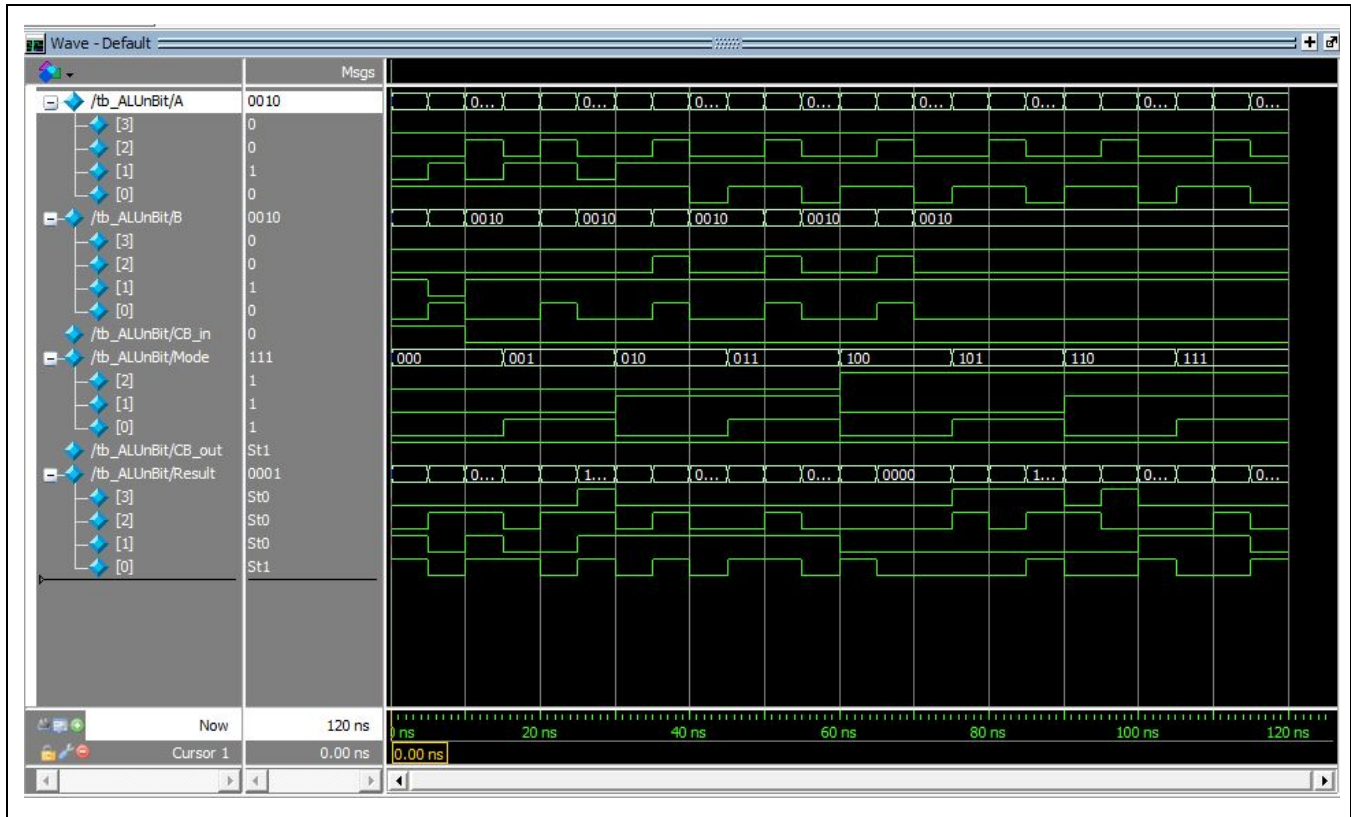 Wave - Default
Msgs
/tb_ALUnBit/A 0010 0... 0... 0... 0... 0... 0... 0... 0...
[3] 0
[2] 0
[1] 1
[0] 0
/tb_ALUnBit/B 0010 0010 0010 0010 0010 0010
[3] 0
[2] 0
[1] 1
[0] 0
/tb_ALUnBit/CB_in 0
/tb_ALUnBit/Mode 111 000 001 010 011 100 101 110 111
[2] 1
[1] 1
[0] 1
/tb_ALUnBit/CB_out St1
/tb_ALUnBit/Result 0001 0... 1... 0... 0... 0000 1... 0... 0...
[3] St0
[2] St0
[1] St0
[0] St1
Now 120 ns ns 20 ns 40 ns 60 ns 80 ns 100 ns 120 ns
Cursor 1 0.00 ns 0.00 ns